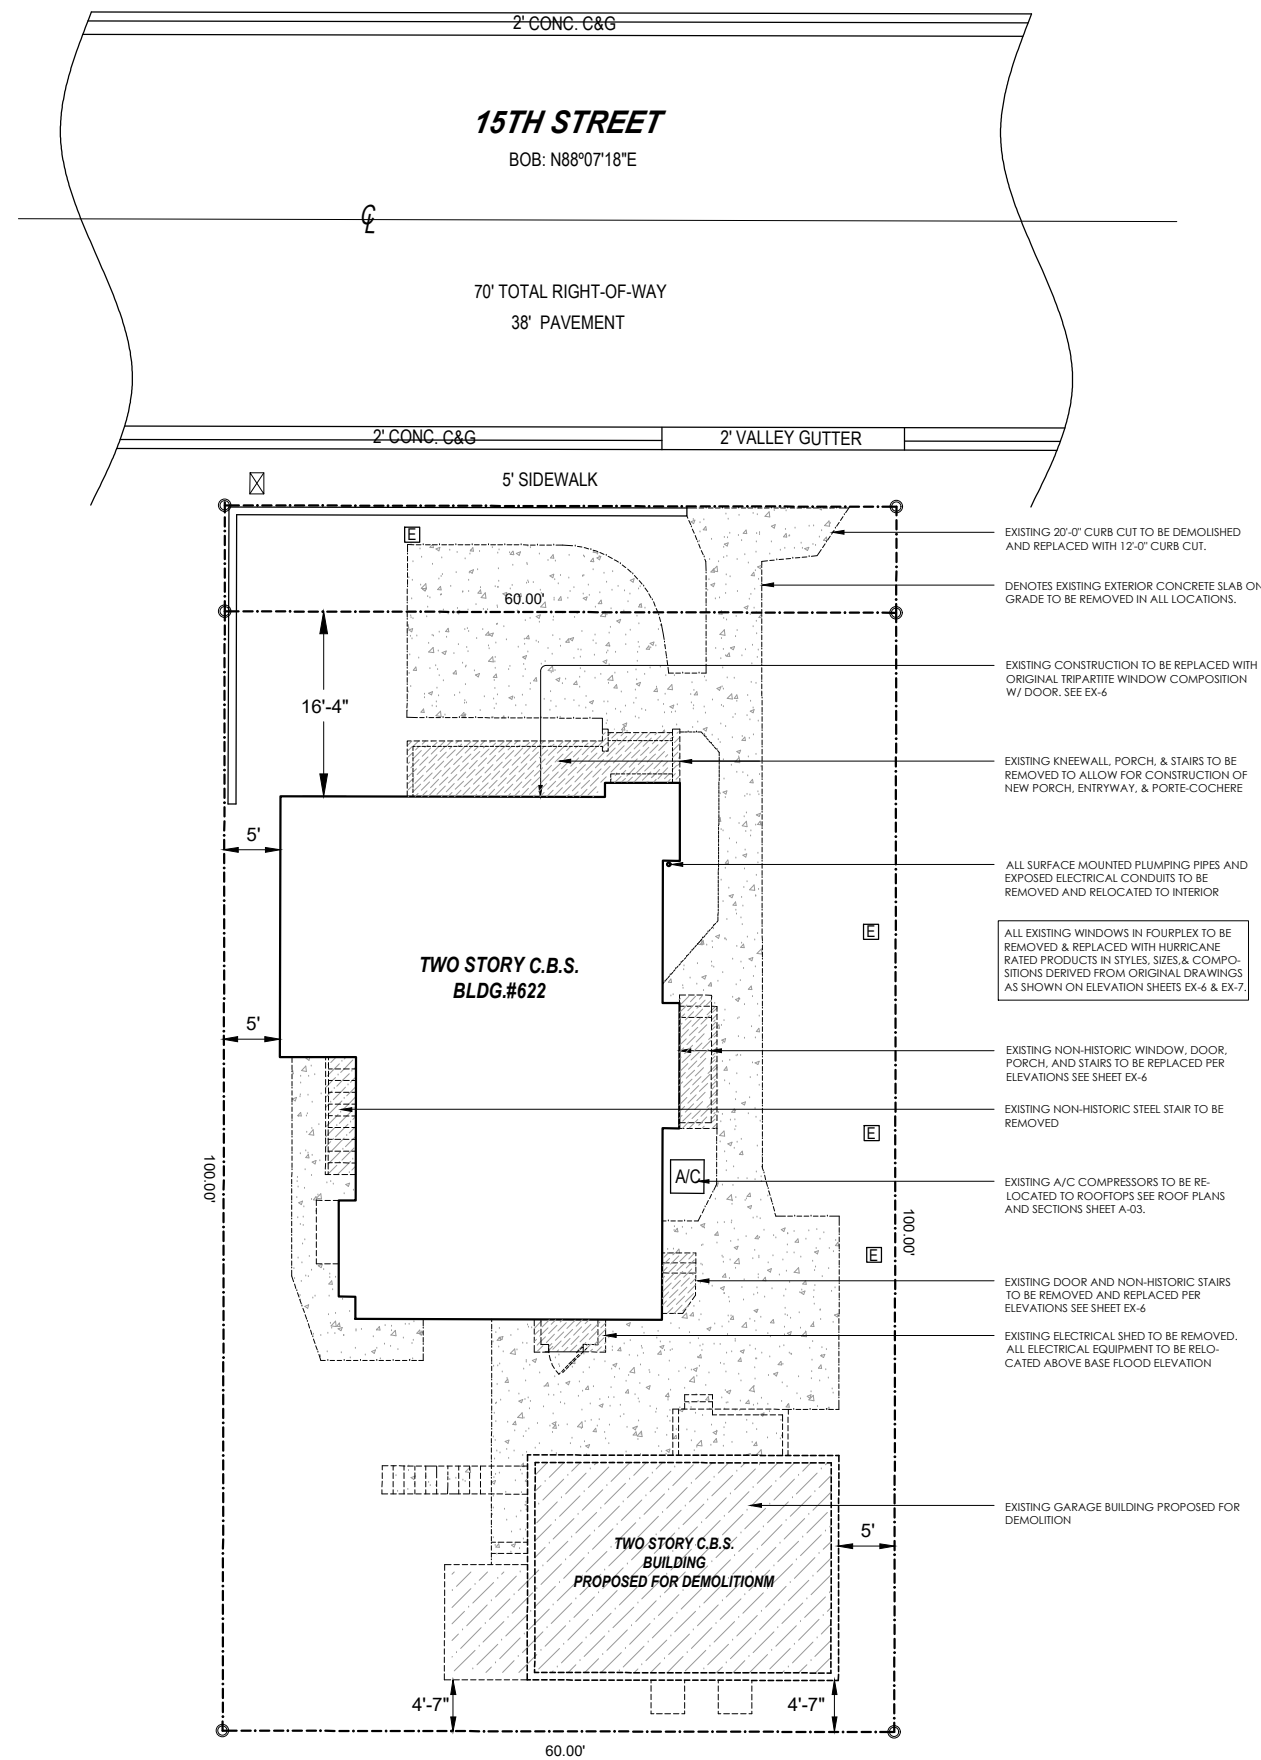 2' CONC. C&G
15TH STREET
BOB: N88º07'18"E
℄
70' TOTAL RIGHT-OF-WAY
38' PAVEMENT
2' CONC. C&G
2' VALLEY GUTTER
5' SIDEWALK
E
EXISTING 20'-0" CURB CUT TO BE DEMOLISHED
AND REPLACED WITH 12'-0" CURB CUT.
DENOTES EXISTING EXTERIOR CONCRETE SLAB ON
GRADE TO BE REMOVED IN ALL LOCATIONS.
60.00'
EXISTING CONSTRUCTION TO BE REPLACED WITH
ORIGINAL TRIPARTITE WINDOW COMPOSITION
W/ DOOR. SEE EX-6
16'-4"
EXISTING KNEEWALL, PORCH, & STAIRS TO BE
REMOVED TO ALLOW FOR CONSTRUCTION OF
NEW PORCH, ENTRYWAY, & PORTE-COCHERE
5'
ALL SURFACE MOUNTED PLUMPING PIPES AND
EXPOSED ELECTRICAL CONDUITS TO BE
REMOVED AND RELOCATED TO INTERIOR
E
ALL EXISTING WINDOWS IN FOURPLEX TO BE
REMOVED & REPLACED WITH HURRICANE
RATED PRODUCTS IN STYLES, SIZES,& COMPO-
SITIONS DERIVED FROM ORIGINAL DRAWINGS
AS SHOWN ON ELEVATION SHEETS EX-6 & EX-7.
TWO STORY C.B.S.
BLDG.#622
5'
EXISTING NON-HISTORIC WINDOW, DOOR,
PORCH, AND STAIRS TO BE REPLACED PER
ELEVATIONS SEE SHEET EX-6
EXISTING NON-HISTORIC STEEL STAIR TO BE
REMOVED
E
100.00'
A/C
EXISTING A/C COMPRESSORS TO BE RE-
LOCATED TO ROOFTOPS SEE ROOF PLANS
AND SECTIONS SHEET A-03.
100.00'
E
EXISTING DOOR AND NON-HISTORIC STAIRS
TO BE REMOVED AND REPLACED PER
ELEVATIONS SEE SHEET EX-6
EXISTING ELECTRICAL SHED TO BE REMOVED.
ALL ELECTRICAL EQUIPMENT TO BE RELO-
CATED ABOVE BASE FLOOD ELEVATION
EXISTING GARAGE BUILDING PROPOSED FOR
DEMOLITION
5'
TWO STORY C.B.S.
BUILDING
PROPOSED FOR DEMOLITIONM
4'-7"
4'-7"
60.00'